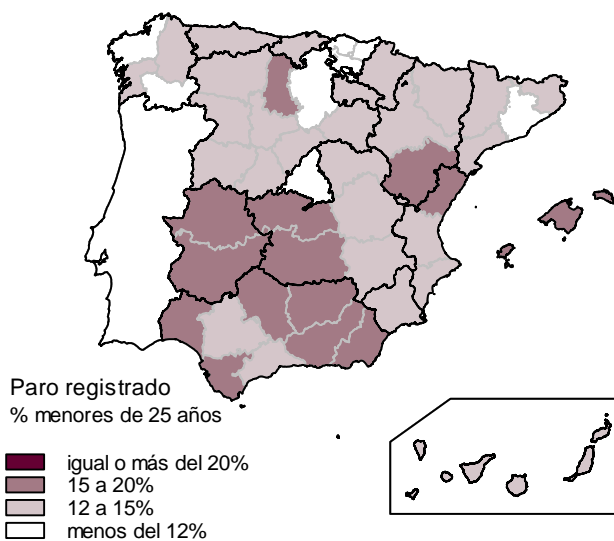 Paro registrado
% menores de 25 años
igual o más del 20%
15 a 20%
12 a 15%
menos del 12%